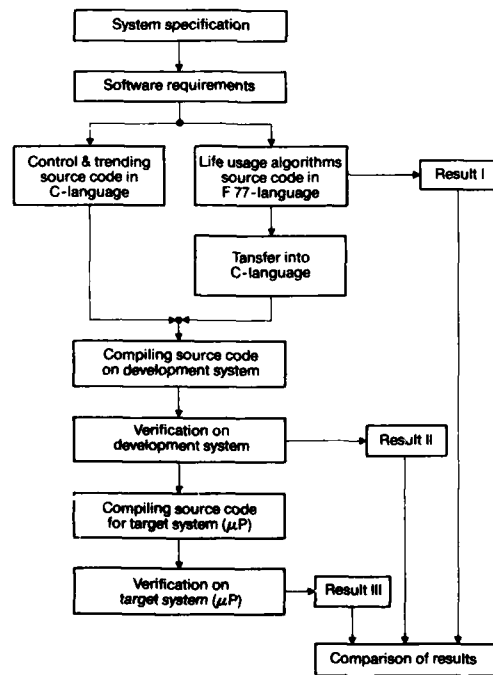 System specification
Software requirements
Control & trending
source code in
C-language
Life usage algorithms
source code in
F 77-language
Result I
Tansfer into
C-language
Compiling source code
on development system
Verification on
development system
Result II
Compiling source code
for target system (μP)
Verification on
target system (μP)
Result III
Comparison of results